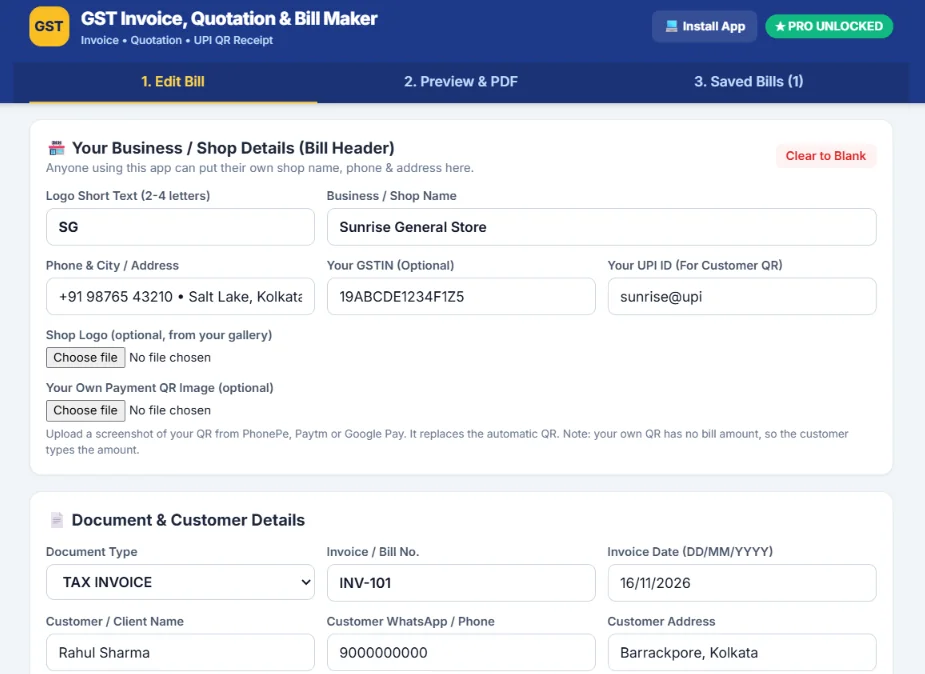 GST
GST Invoice, Quotation & Bill Maker
Invoice • Quotation • UPI QR Receipt
Install App
★ PRO UNLOCKED
1. Edit Bill
2. Preview & PDF
3. Saved Bills (1)
Your Business / Shop Details (Bill Header)
Anyone using this app can put their own shop name, phone & address here.
Clear to Blank
Logo Short Text (2-4 letters)
Business / Shop Name
SG
Sunrise General Store
Phone & City / Address
Your GSTIN (Optional)
Your UPI ID (For Customer QR)
+91 98765 43210 • Salt Lake, Kolkata
19ABCDE1234F1Z5
sunrise@upi
Shop Logo (optional, from your gallery)
Choose file No file chosen
Your Own Payment QR Image (optional)
Choose file No file chosen
Upload a screenshot of your QR from PhonePe, Paytm or Google Pay. It replaces the automatic QR. Note: your own QR has no bill amount, so the customer
types the amount.
Document & Customer Details
Document Type
Invoice / Bill No.
Invoice Date (DD/MM/YYYY)
TAX INVOICE
INV-101
16/11/2026
Customer / Client Name
Customer WhatsApp / Phone
Customer Address
Rahul Sharma
9000000000
Barrackpore, Kolkata